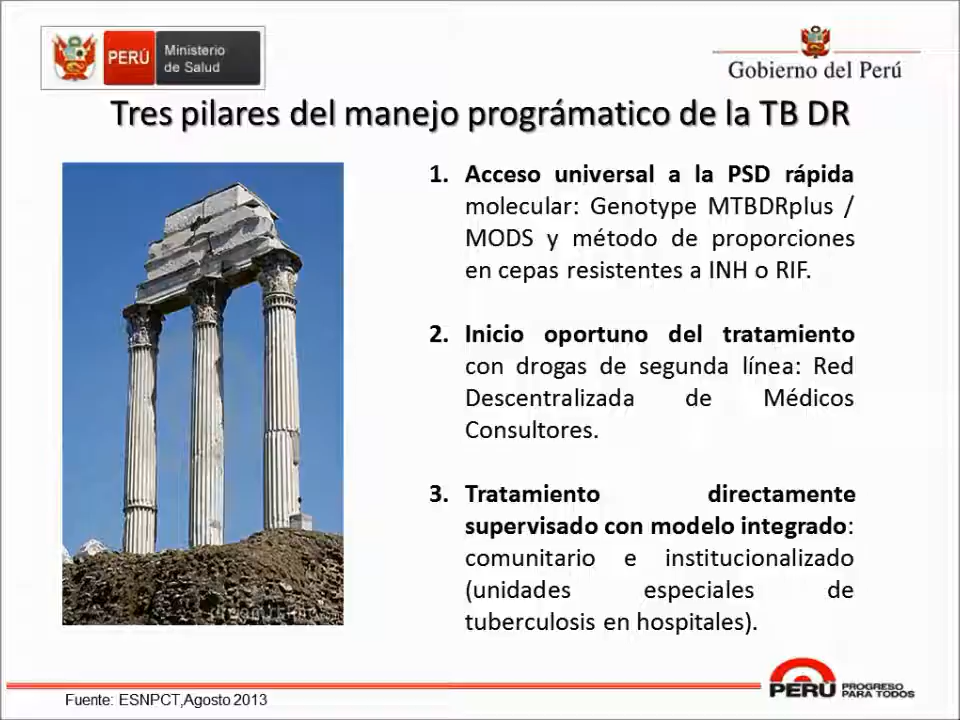 PERÚ
Ministerio
de Salud
Gobierno del Perú
Tres pilares del manejo prográmatico de la TB DR
1. Acceso universal a la PSD rápida
molecular: Genotype MTBDRplus /
MODS y método de proporciones
en cepas resistentes a INH o RIF.
2. Inicio oportuno del tratamiento
con drogas de segunda línea: Red
Descentralizada de Médicos
Consultores.
3. Tratamiento directamente
supervisado con modelo integrado:
comunitario e institucionalizado
(unidades especiales de
tuberculosis en hospitales).
Fuente: ESNPCT,Agosto 2013
PERÚ
PROGRESO
PARA TODOS